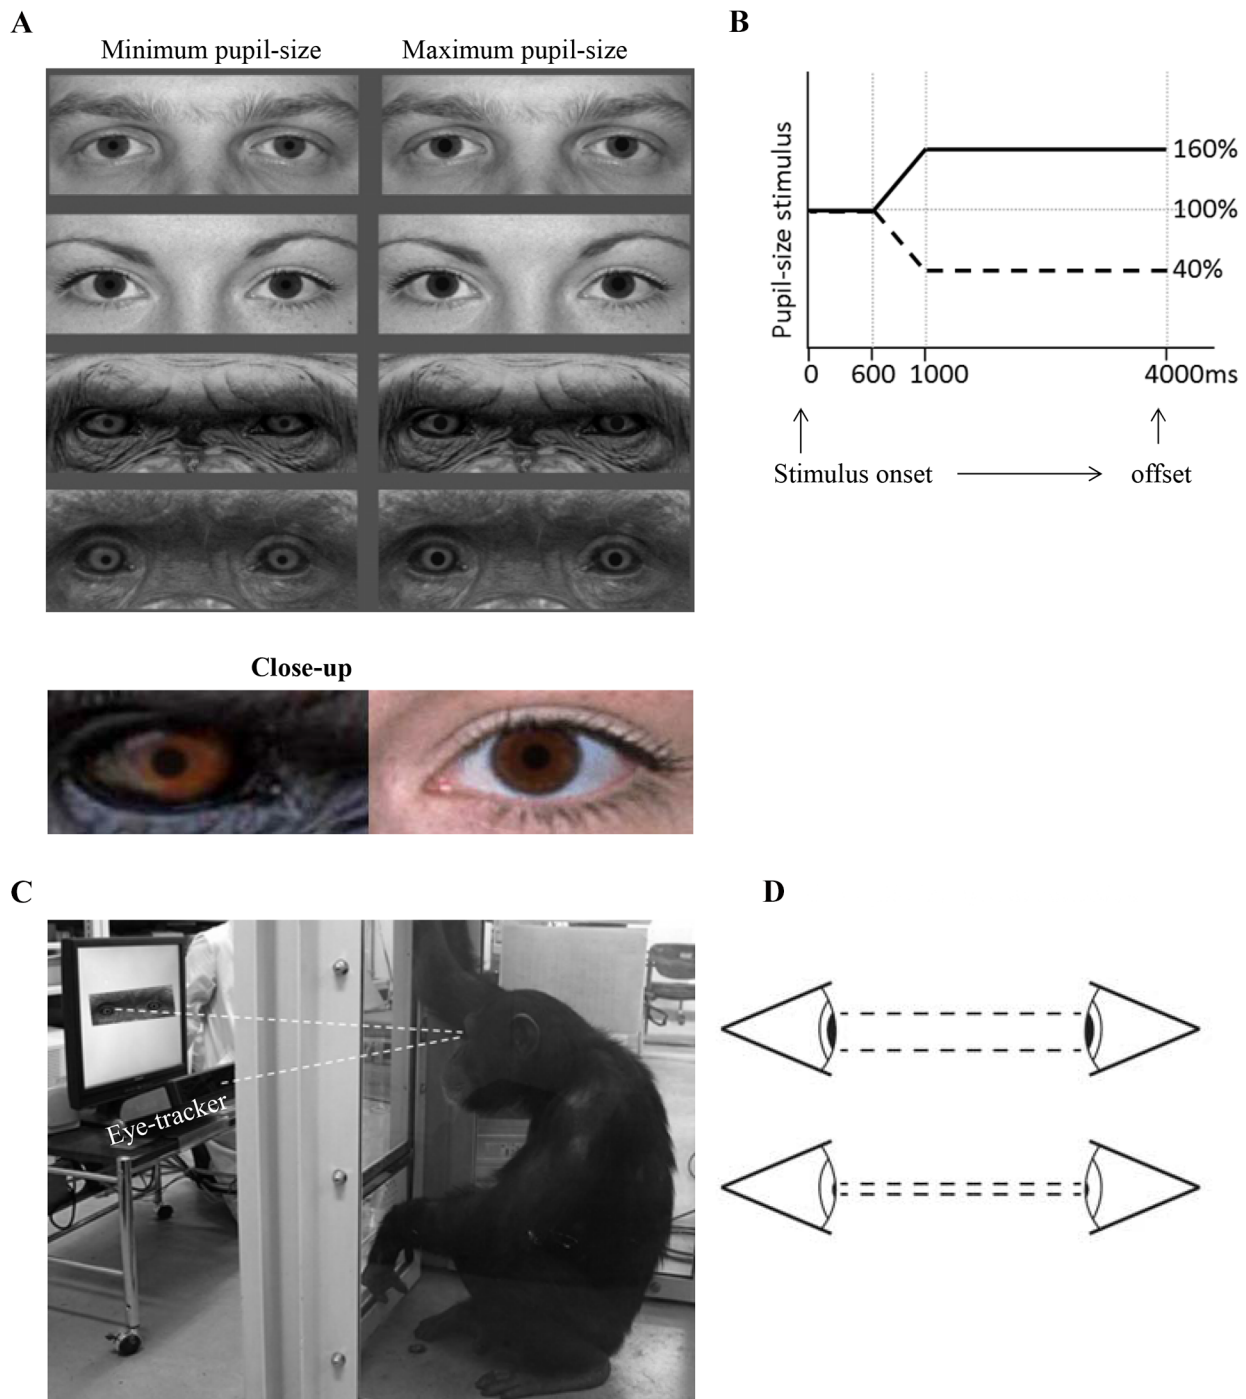 A
Minimum pupil-size
Maximum pupil-size
Close-up
B
Pupil-size stimulus
160%
100%
40%
0
600
1000
4000ms
Stimulus onset
offset
C
Eye-tracker
D